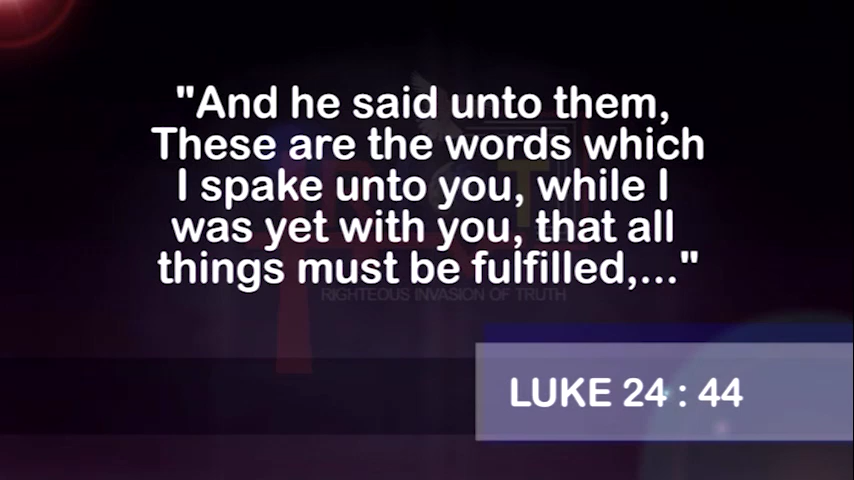 "And he said unto them,
These are the words which
I spake unto you, while I
was yet with you, that all
things must be fulfilled,..."
RIGHTEOUS INVASION OF TRUTH
LUKE 24 : 44